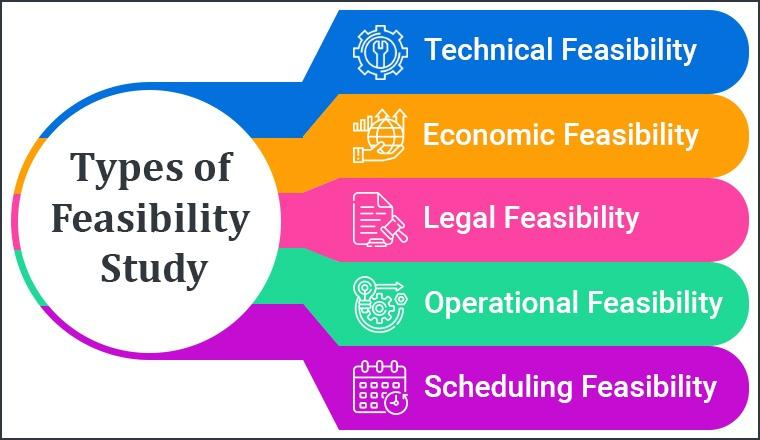 Types of
Feasibility
Study
Technical Feasibility
Economic Feasibility
Legal Feasibility
Operational Feasibility
Scheduling Feasibility